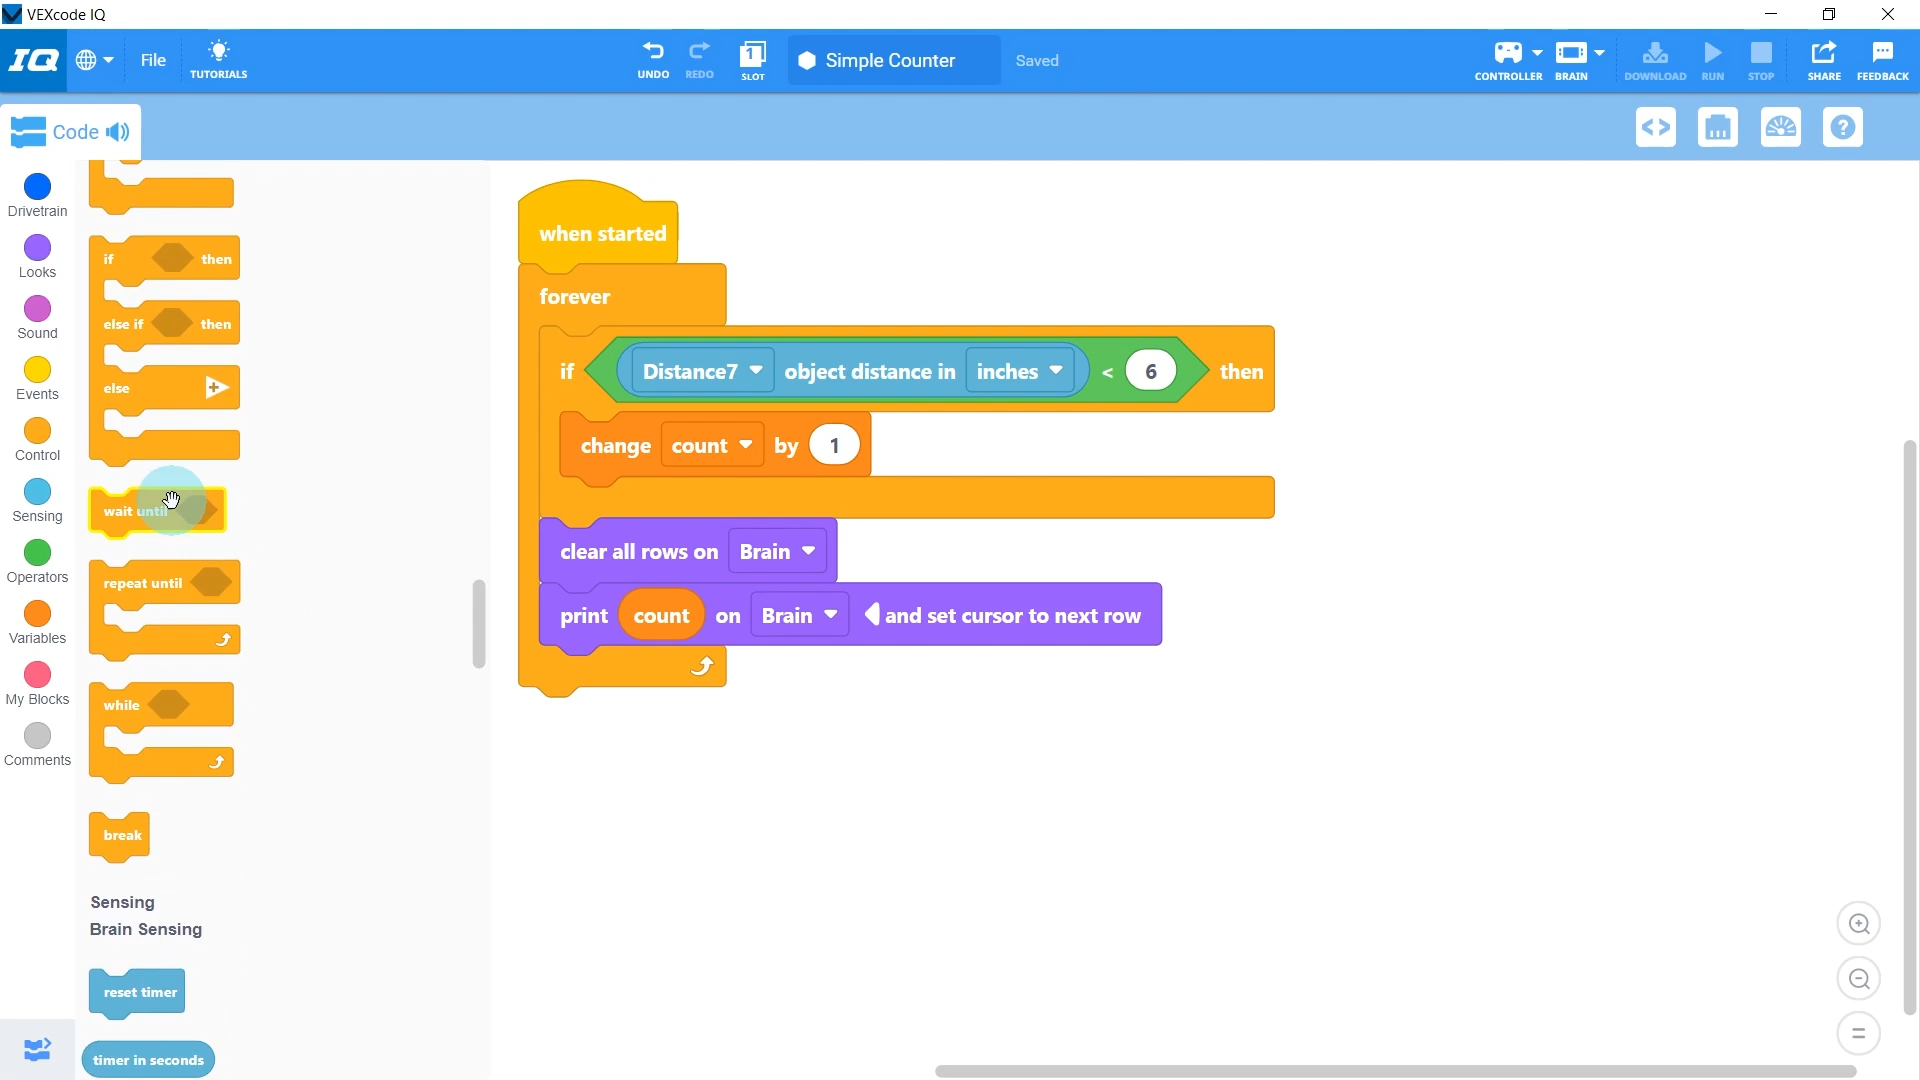 VEXcode IQ
IQ
File
TUTORIALS
UNDO
REDO
1
SLOT
Simple Counter
Saved
CONTROLLER
BRAIN
DOWNLOAD
RUN
STOP
SHARE
FEEDBACK
Code
Drivetrain
Looks
Sound
Events
Control
Sensing
Operators
Variables
My Blocks
Comments
if then
else if then
else
wait until
repeat until
while
break
Sensing
Brain Sensing
reset timer
timer in seconds
when started
forever
if Distance7 object distance in inches < 6 then
change count by 1
clear all rows on Brain
print count on Brain and set cursor to next row